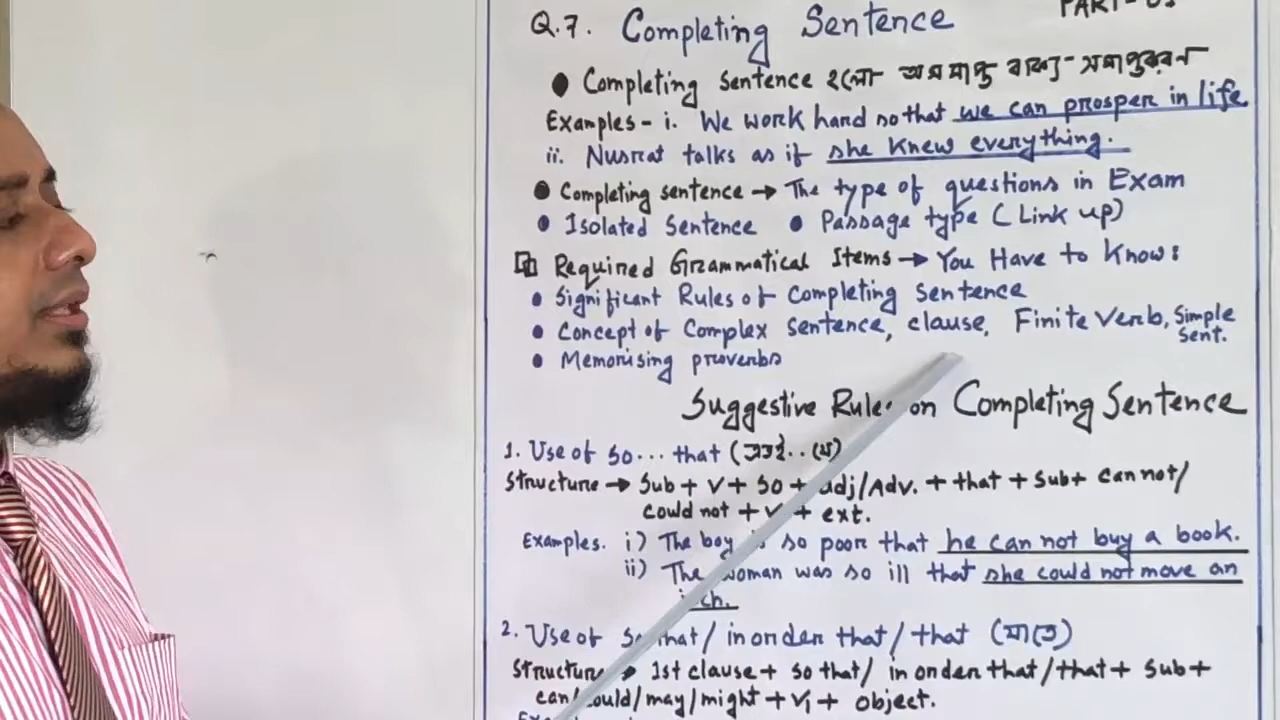 PART-
Q.7. Completing Sentence
● Completing sentence হলো অসমাপ্ত বাক্য-সমাপ্তকরন
Examples - i. We work hard so that we can prosper in life
ii. Nusrat talks as if she knew everything.
● Completing sentence → The type of questions in Exam
● Isolated Sentence ● Passage type ( Link up)
Required Grammatical Items → You Have to Know:
● Significant Rules of Completing sentence
● Concept of Complex sentence, clause, Finite Verb, Simple
Sent.
● Memorising proverbs
Suggestive Rules on Completing Sentence
1. Use of so... that (এতই..যে)
Structure → Sub + V + so + adj/Adv. + that + Sub + can not/
could not + V + ext.
Examples. i) The boy is so poor that he can not buy a book.
ii) The woman was so ill that she could not move an
inch.
2. Use of so that/ in order that/ that (যাতে)
Structure → 1st clause + so that/ in order that/that + Sub +
can/could/may/might + V1 + object.